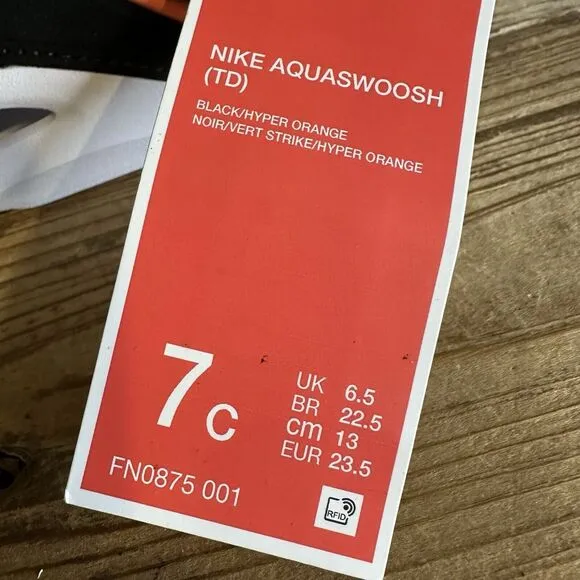 NIKE AQUASWOOSH
(TD)
BLACK/HYPER ORANGE
NOIR/VERT STRIKE/HYPER ORANGE
7c
UK 6.5
BR 22.5
cm 13
EUR 23.5
FN0875 001
RFID